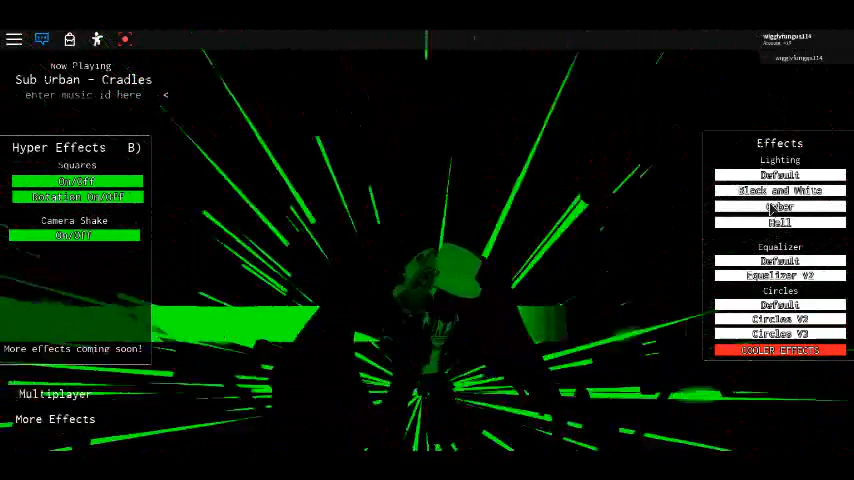 wigglyfungus114
wigglyfungus114
Now Playing
Sub Urban - Cradles
enter music id here <
Hyper Effects B)
Squares
On/Off
Rotation On/OFF
Camera Shake
On/Off
More effects coming soon!
Multiplayer
More Effects
Effects
Lighting
Default
Black and White
Cyber
Hell
Equalizer
Default
Equalizer V2
Circles
Default
Circles V2
Circles V3
COOLER EFFECTS